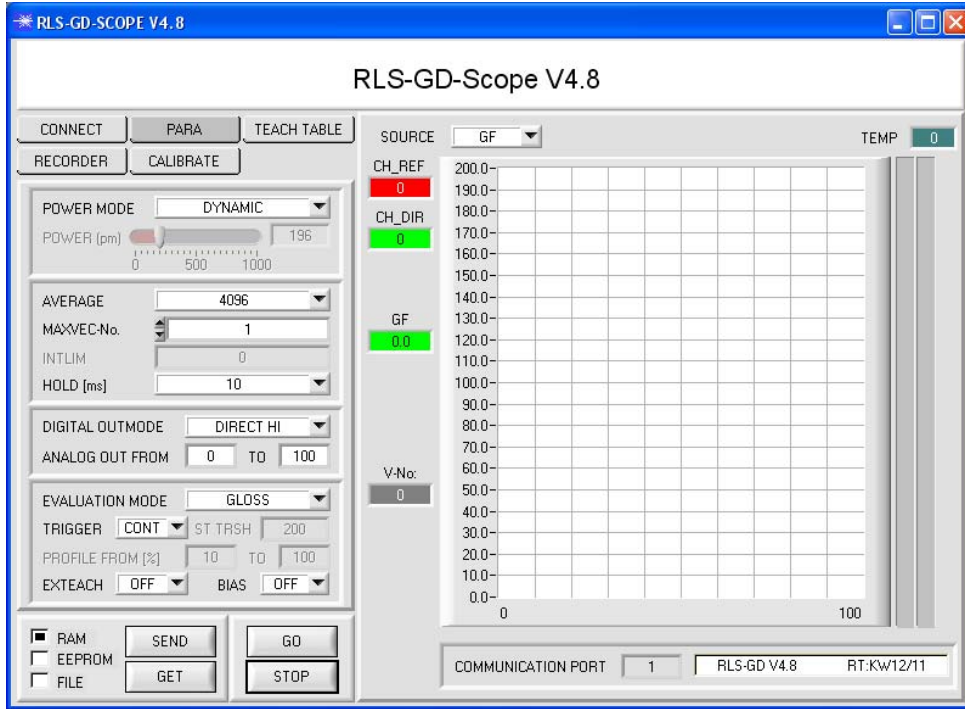 RLS-GD-SCOPE V4.8
RLS-GD-Scope V4.8
CONNECT PARA TEACH TABLE
RECORDER CALIBRATE
POWER MODE DYNAMIC
POWER (pm) 196
0 500 1000
AVERAGE 4096
MAXVEC-No. 1
INTLIM 0
HOLD [ms] 10
DIGITAL OUTMODE DIRECT HI
ANALOG OUT FROM 0 TO 100
EVALUATION MODE GLOSS
TRIGGER CONT ST TRSH 200
PROFILE FROM [%] 10 TO 100
EXTEACH OFF BIAS OFF
RAM
EEPROM
FILE
SEND GO
GET STOP
SOURCE GF TEMP 0
CH_REF
0
CH_DIR
0
GF
0.0
V-No:
0
200.0
190.0
180.0
170.0
160.0
150.0
140.0
130.0
120.0
110.0
100.0
90.0
80.0
70.0
60.0
50.0
40.0
30.0
20.0
10.0
0.0
0 100
COMMUNICATION PORT 1 RLS-GD V4.8 RT:KW12/11